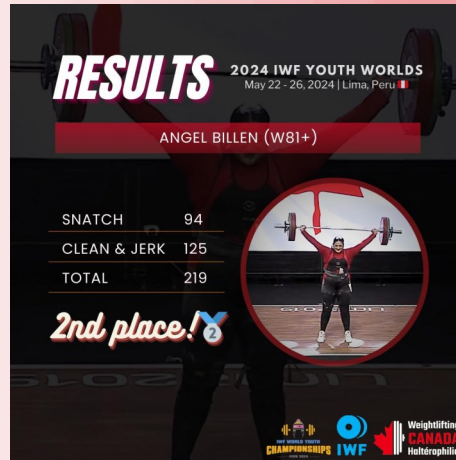 RESULTS
2024 IWF YOUTH WORLDS
May 22 - 26, 2024 | Lima, Peru
ANGEL BILLEN (W81+)
SNATCH 94
CLEAN & JERK 125
TOTAL 219
2nd place!
2
IWF WORLD YOUTH
CHAMPIONSHIPS
IWF
Weightlifting
CANADA
Haltérophilie